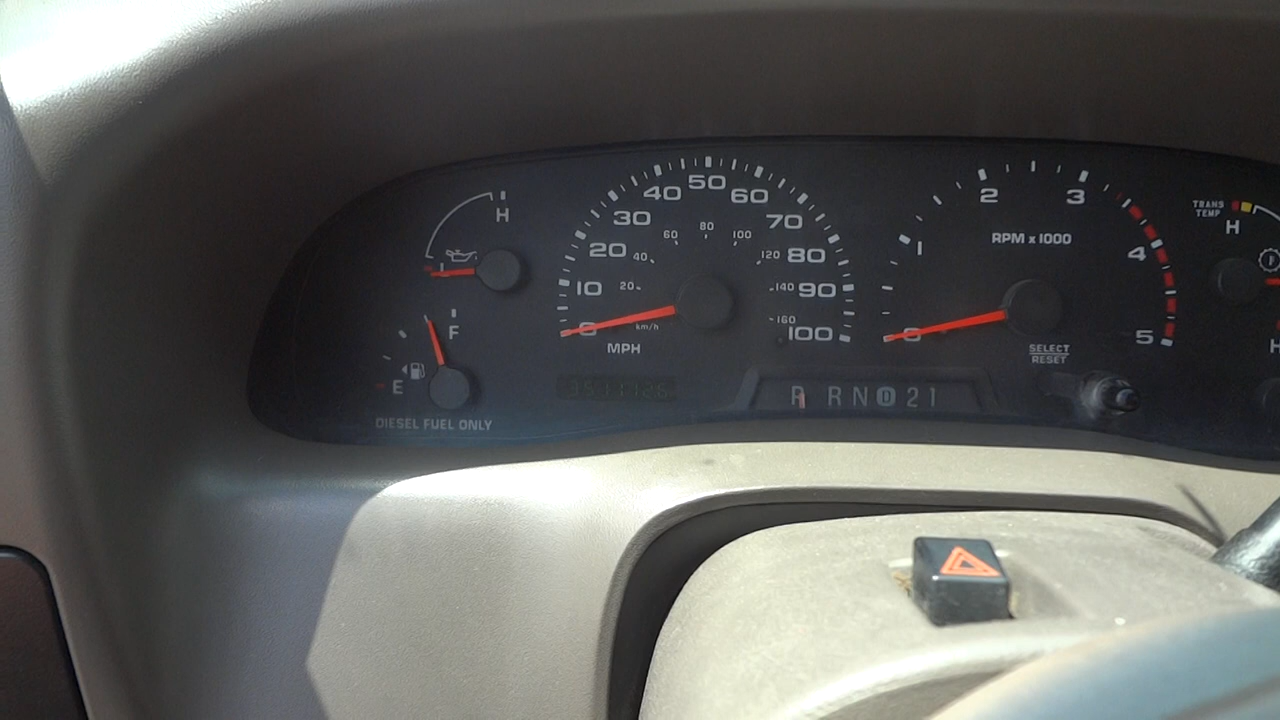 H
L
F
E
DIESEL FUEL ONLY
0 10 20 30 40 50 60 70 80 90 100
20 40 60 80 100 120 140 160
km/h
MPH
P R N D 2 1
0 1 2 3 4 5
RPM x 1000
SELECT
RESET
TRANS
TEMP
H
H